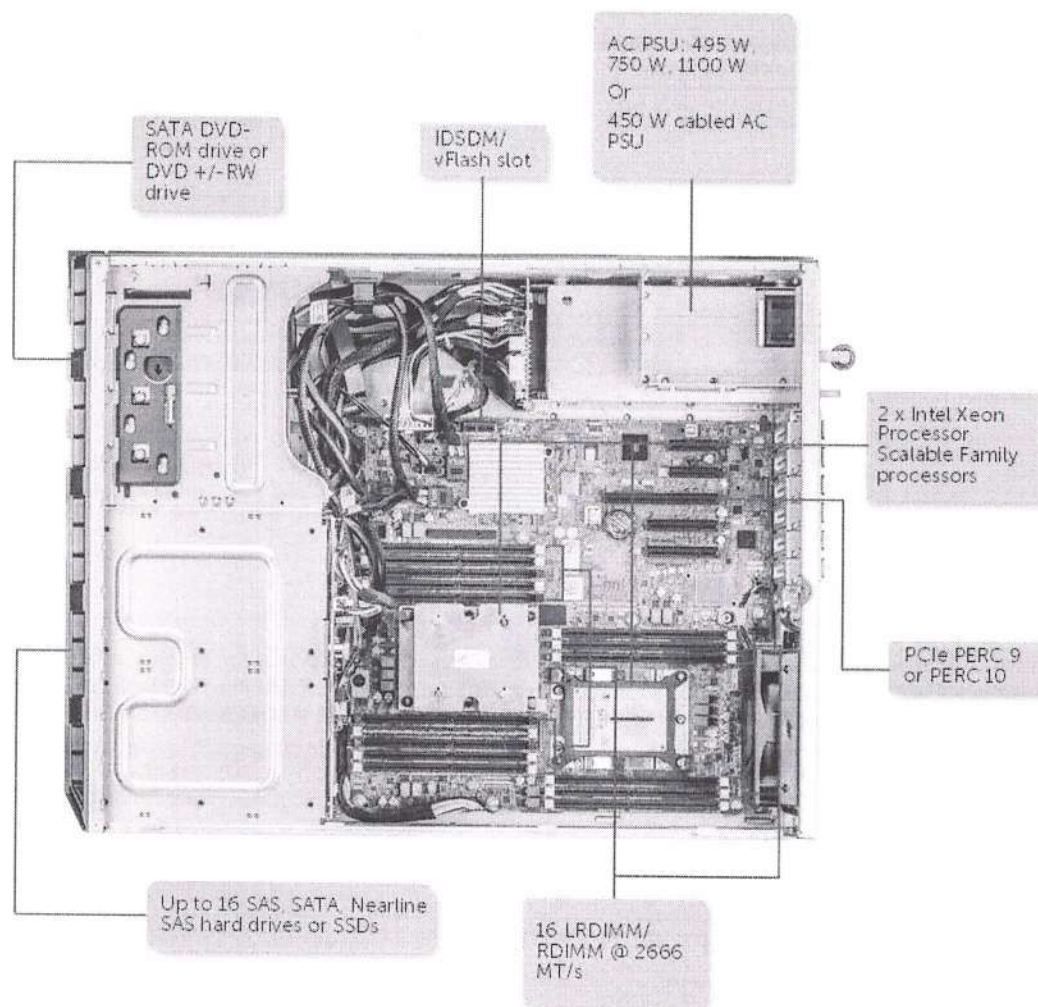 AC PSU: 495 W,
750 W, 1100 W
Or
450 W cabled AC
PSU
SATA DVD-
ROM drive or
DVD +/-RW
drive
IDSDM/
vFlash slot
2 x Intel Xeon
Processor
Scalable Family
processors
PCIe PERC 9
or PERC 10
Up to 16 SAS, SATA, Nearline
SAS hard drives or SSDs
16 LRDIMM/
RDIMM @ 2666
MT/s